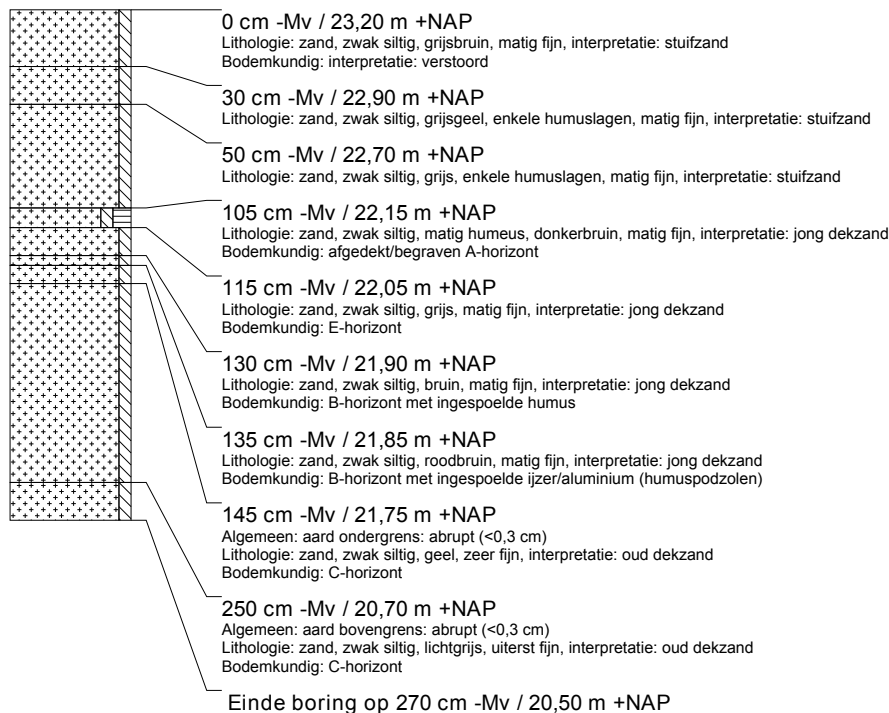 0 cm -Mv / 23,20 m +NAP
Lithologie: zand, zwak siltig, grijsbruin, matig fijn, interpretatie: stuifzand
Bodemkundig: interpretatie: verstoord
30 cm -Mv / 22,90 m +NAP
Lithologie: zand, zwak siltig, grijsgeel, enkele humuslagen, matig fijn, interpretatie: stuifzand
50 cm -Mv / 22,70 m +NAP
Lithologie: zand, zwak siltig, grijs, enkele humuslagen, matig fijn, interpretatie: stuifzand
105 cm -Mv / 22,15 m +NAP
Lithologie: zand, zwak siltig, matig humeus, donkerbruin, matig fijn, interpretatie: jong dekzand
Bodemkundig: afgedekt/begraven A-horizont
115 cm -Mv / 22,05 m +NAP
Lithologie: zand, zwak siltig, grijs, matig fijn, interpretatie: jong dekzand
Bodemkundig: E-horizont
130 cm -Mv / 21,90 m +NAP
Lithologie: zand, zwak siltig, bruin, matig fijn, interpretatie: jong dekzand
Bodemkundig: B-horizont met ingespoelde humus
135 cm -Mv / 21,85 m +NAP
Lithologie: zand, zwak siltig, roodbruin, matig fijn, interpretatie: jong dekzand
Bodemkundig: B-horizont met ingespoelde ijzer/aluminium (humuspodzolen)
145 cm -Mv / 21,75 m +NAP
Algemeen: aard ondergrens: abrupt (<0,3 cm)
Lithologie: zand, zwak siltig, geel, zeer fijn, interpretatie: oud dekzand
Bodemkundig: C-horizont
250 cm -Mv / 20,70 m +NAP
Algemeen: aard bovengrens: abrupt (<0,3 cm)
Lithologie: zand, zwak siltig, lichtgrijs, uiterst fijn, interpretatie: oud dekzand
Bodemkundig: C-horizont
Einde boring op 270 cm -Mv / 20,50 m +NAP